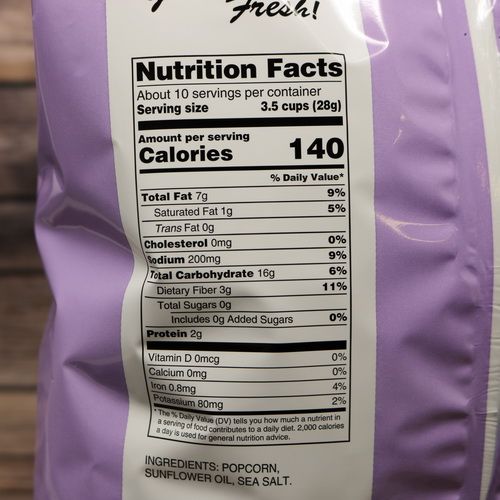 Fresh!
Nutrition Facts
About 10 servings per container
Serving size 3.5 cups (28g)
Amount per serving
Calories 140
% Daily Value*
Total Fat 7g 9%
Saturated Fat 1g 5%
Trans Fat 0g
Cholesterol 0mg 0%
Sodium 200mg 9%
Total Carbohydrate 16g 6%
Dietary Fiber 3g 11%
Total Sugars 0g
Includes 0g Added Sugars 0%
Protein 2g
Vitamin D 0mcg 0%
Calcium 0mg 0%
Iron 0.8mg 4%
Potassium 80mg 2%
* The % Daily Value (DV) tells you how much a nutrient in
a serving of food contributes to a daily diet. 2,000 calories
a day is used for general nutrition advice.
INGREDIENTS: POPCORN,
SUNFLOWER OIL, SEA SALT.